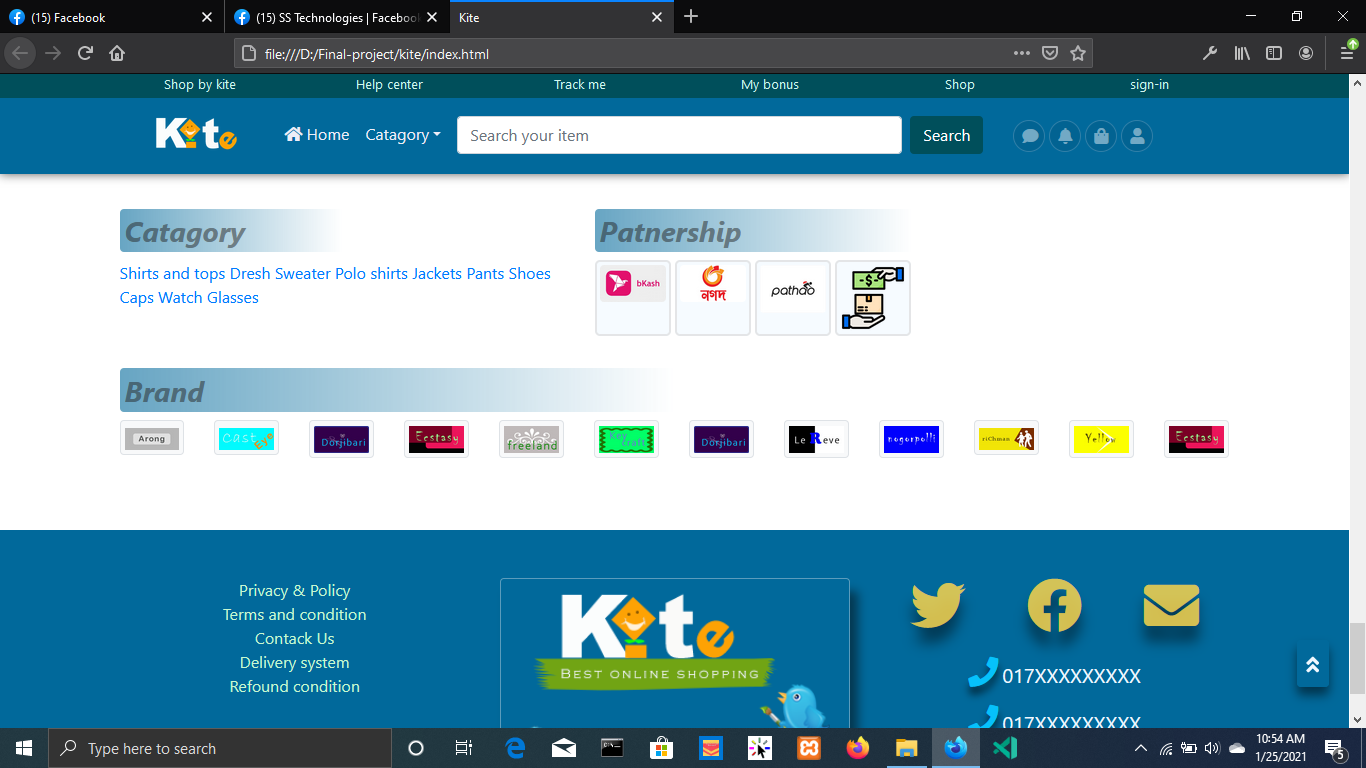 (15) Facebook
(15) SS Technologies | Facebook
Kite
file:///D:/Final-project/kite/index.html
Shop by kite
Help center
Track me
My bonus
Shop
sign-in
Kite
Home
Catagory
Search your item
Search
Catagory
Patnership
Shirts and tops Dresh Sweater Polo shirts Jackets Pants Shoes
Caps Watch Glasses
bKash
নগদ
pathao
Brand
Arong
Dorjibari
Ecstasy
freeland
Key
Craft
Dorjibari
Le Reve
nogorpolli
riChman
Yellow
Ecstasy
Privacy & Policy
Terms and condition
Contack Us
Delivery system
Refound condition
Kite
BEST ONLINE SHOPPING
017XXXXXXXXX
017XXXXXXXXX
Type here to search
10:54 AM
1/25/2021
5